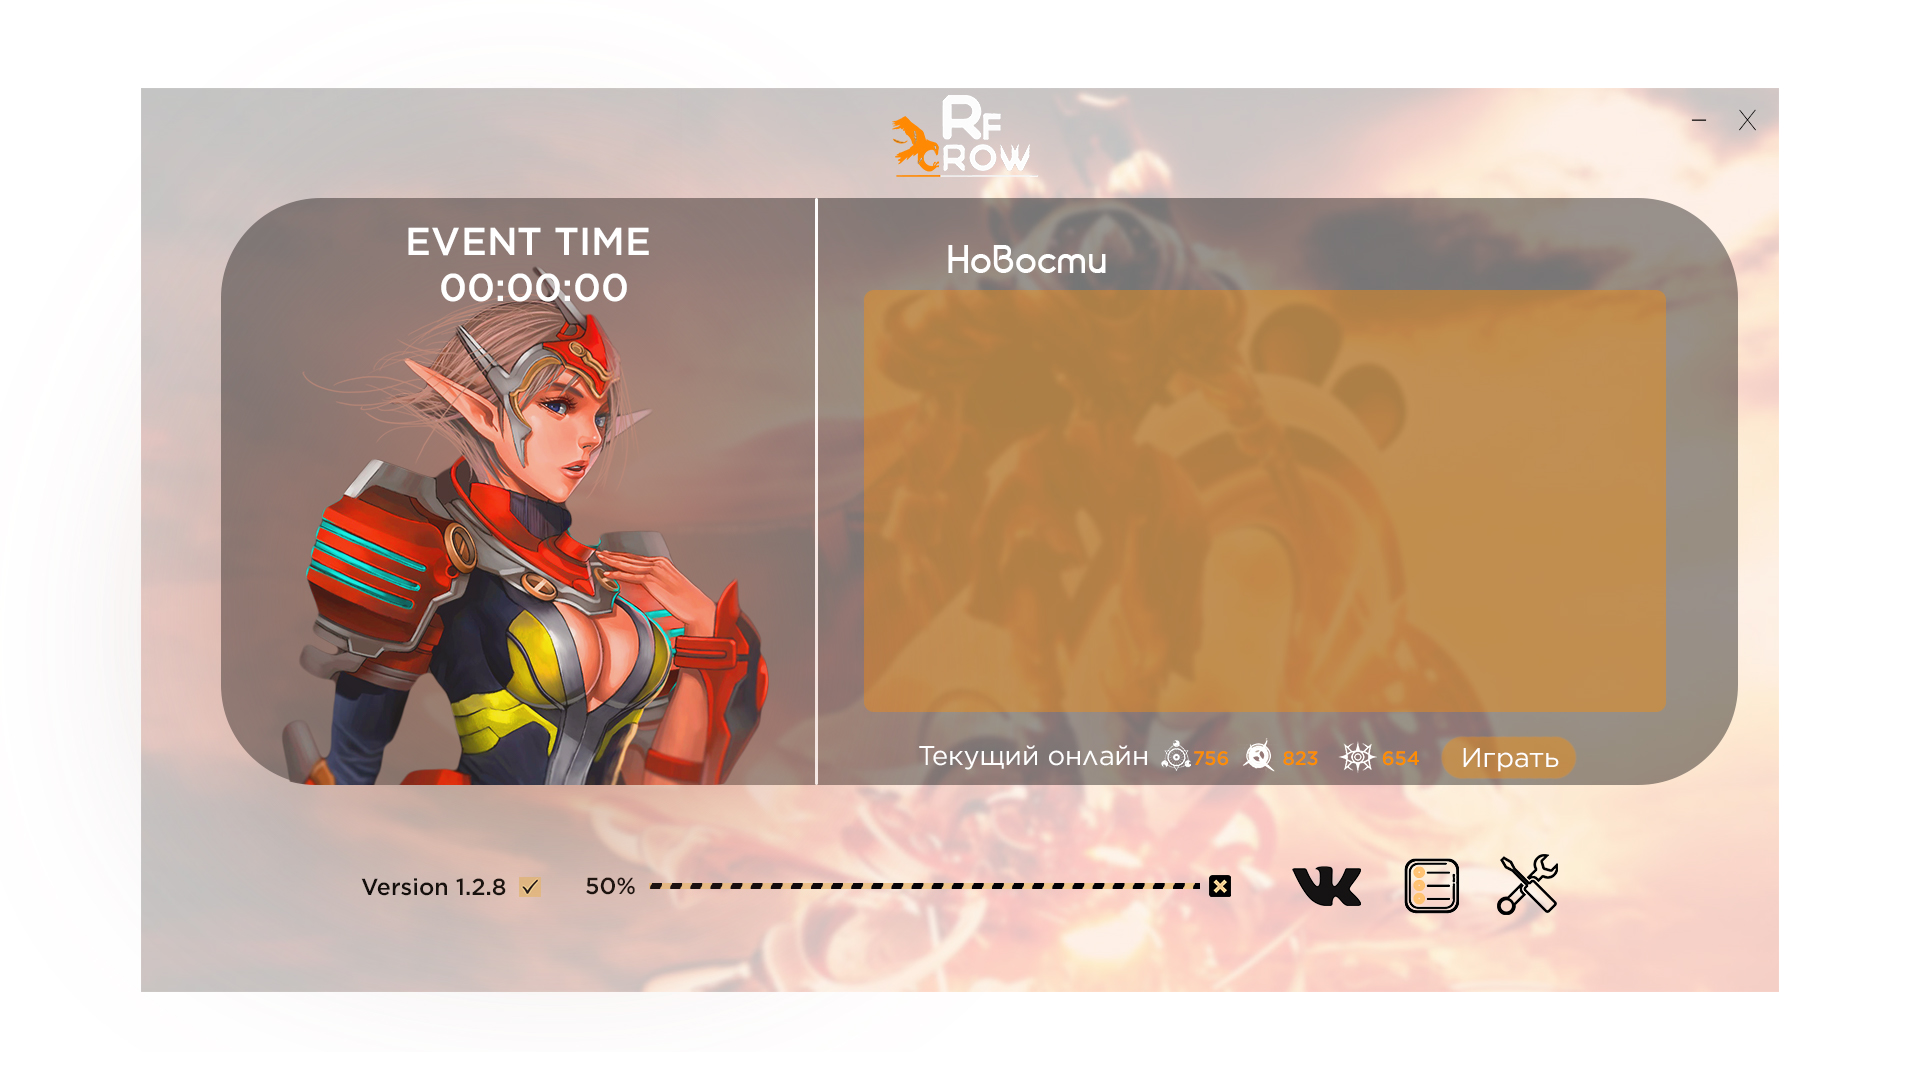 RF
CROW
X
EVENT TIME
00:00:00
Новости
Текущий онлайн 756 823 654 Играть
Version 1.2.8 50%